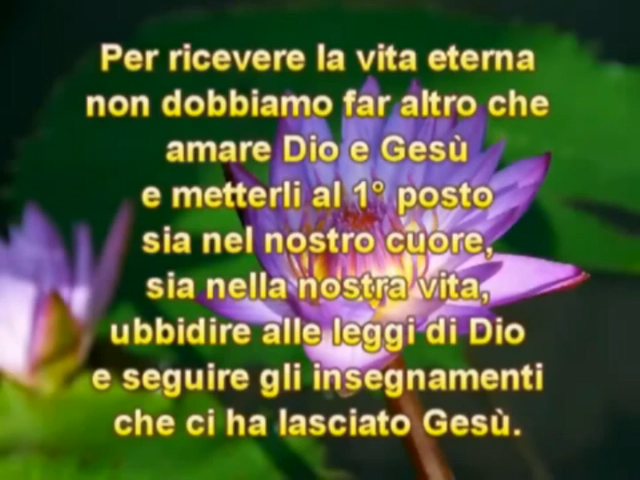 Per ricevere la vita eterna
non dobbiamo far altro che
amare Dio e Gesù
e metterli al 1° posto
sia nel nostro cuore,
sia nella nostra vita,
ubbidire alle leggi di Dio
e seguire gli insegnamenti
che ci ha lasciato Gesù.